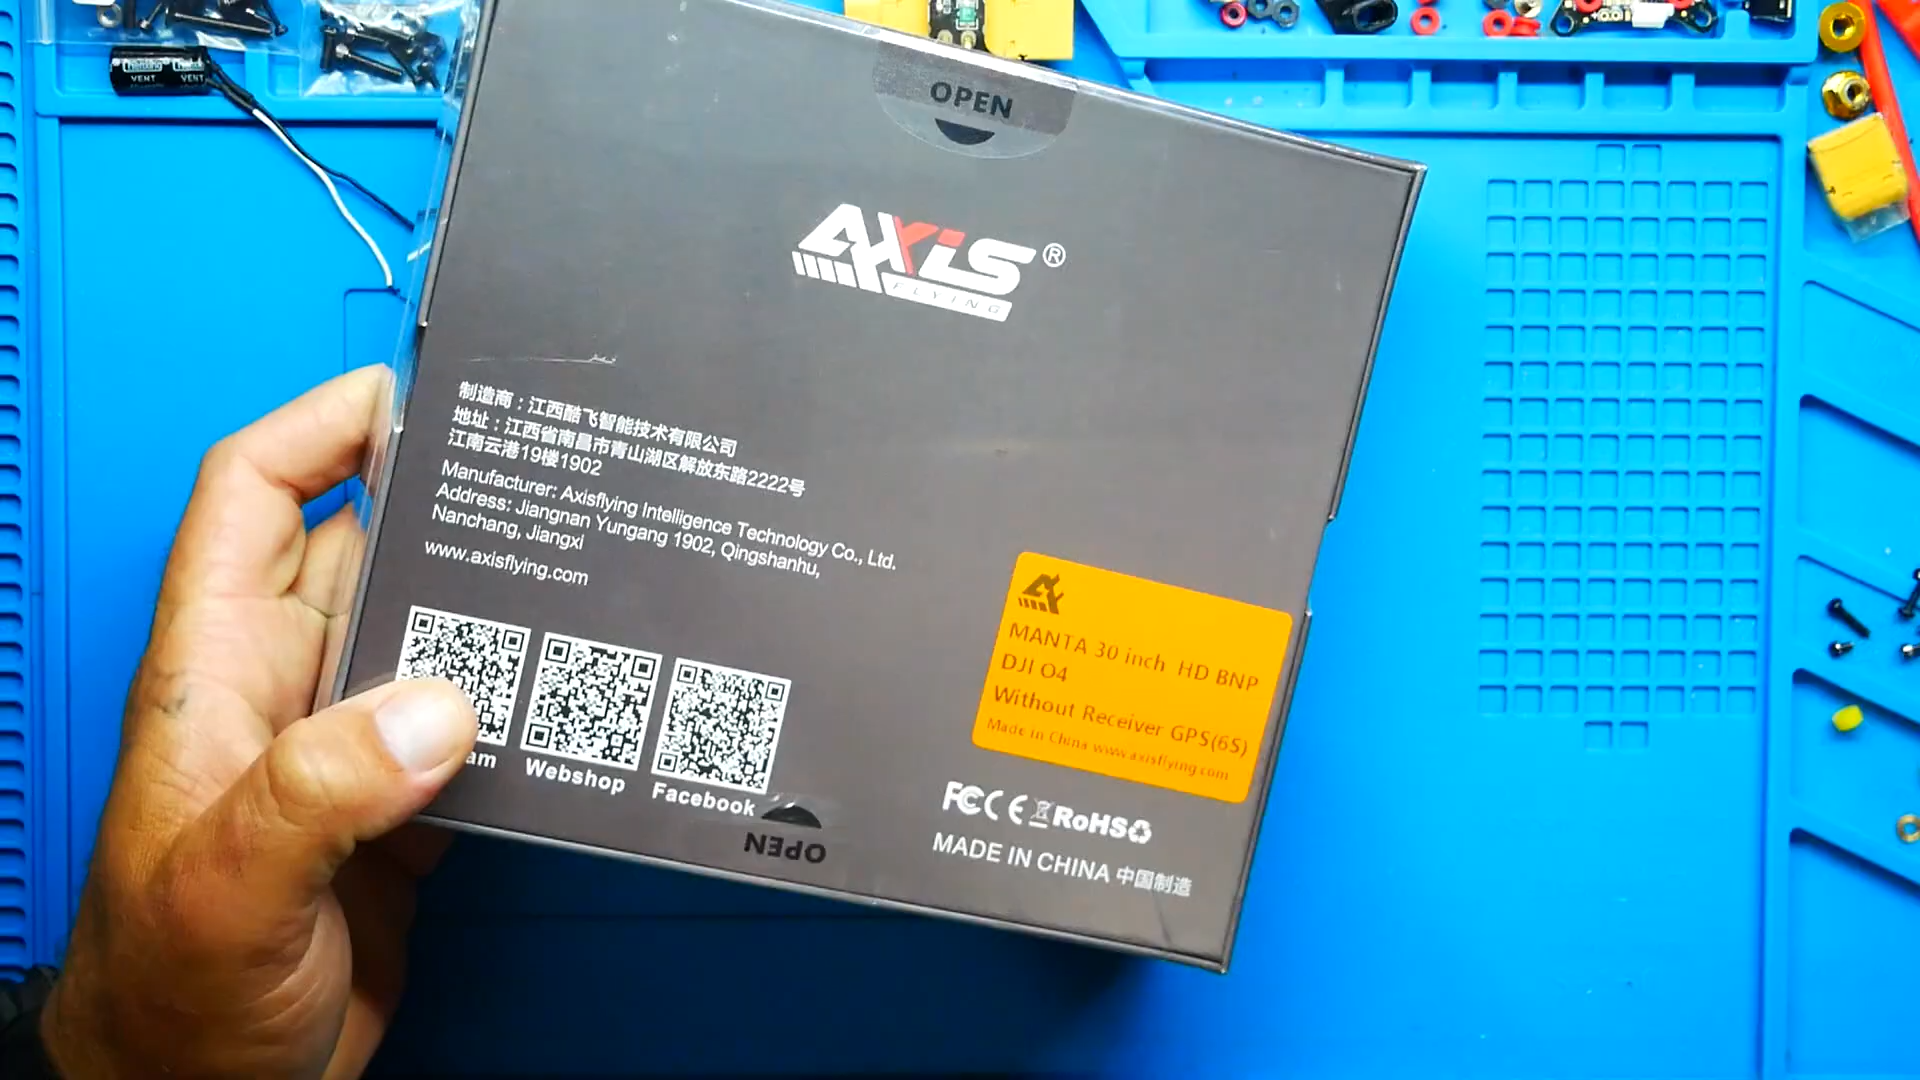 OPEN
AXiS®
FLYING
制造商：江西酷飞智能技术有限公司
地址：江西省南昌市青山湖区解放东路2222号
江南云港19楼1902
Manufacturer: Axisflying Intelligence Technology Co., Ltd.
Address: Jiangnan Yungang 1902, Qingshanhu,
Nanchang, Jiangxi
www.axisflying.com
am
Webshop
Facebook
OPEN
MANTA 30 inch HD BNP
DJI O4
Without Receiver GPS(6S)
Made in China www.axisflying.com
FC CE RoHS
MADE IN CHINA 中国制造
VENT VENT